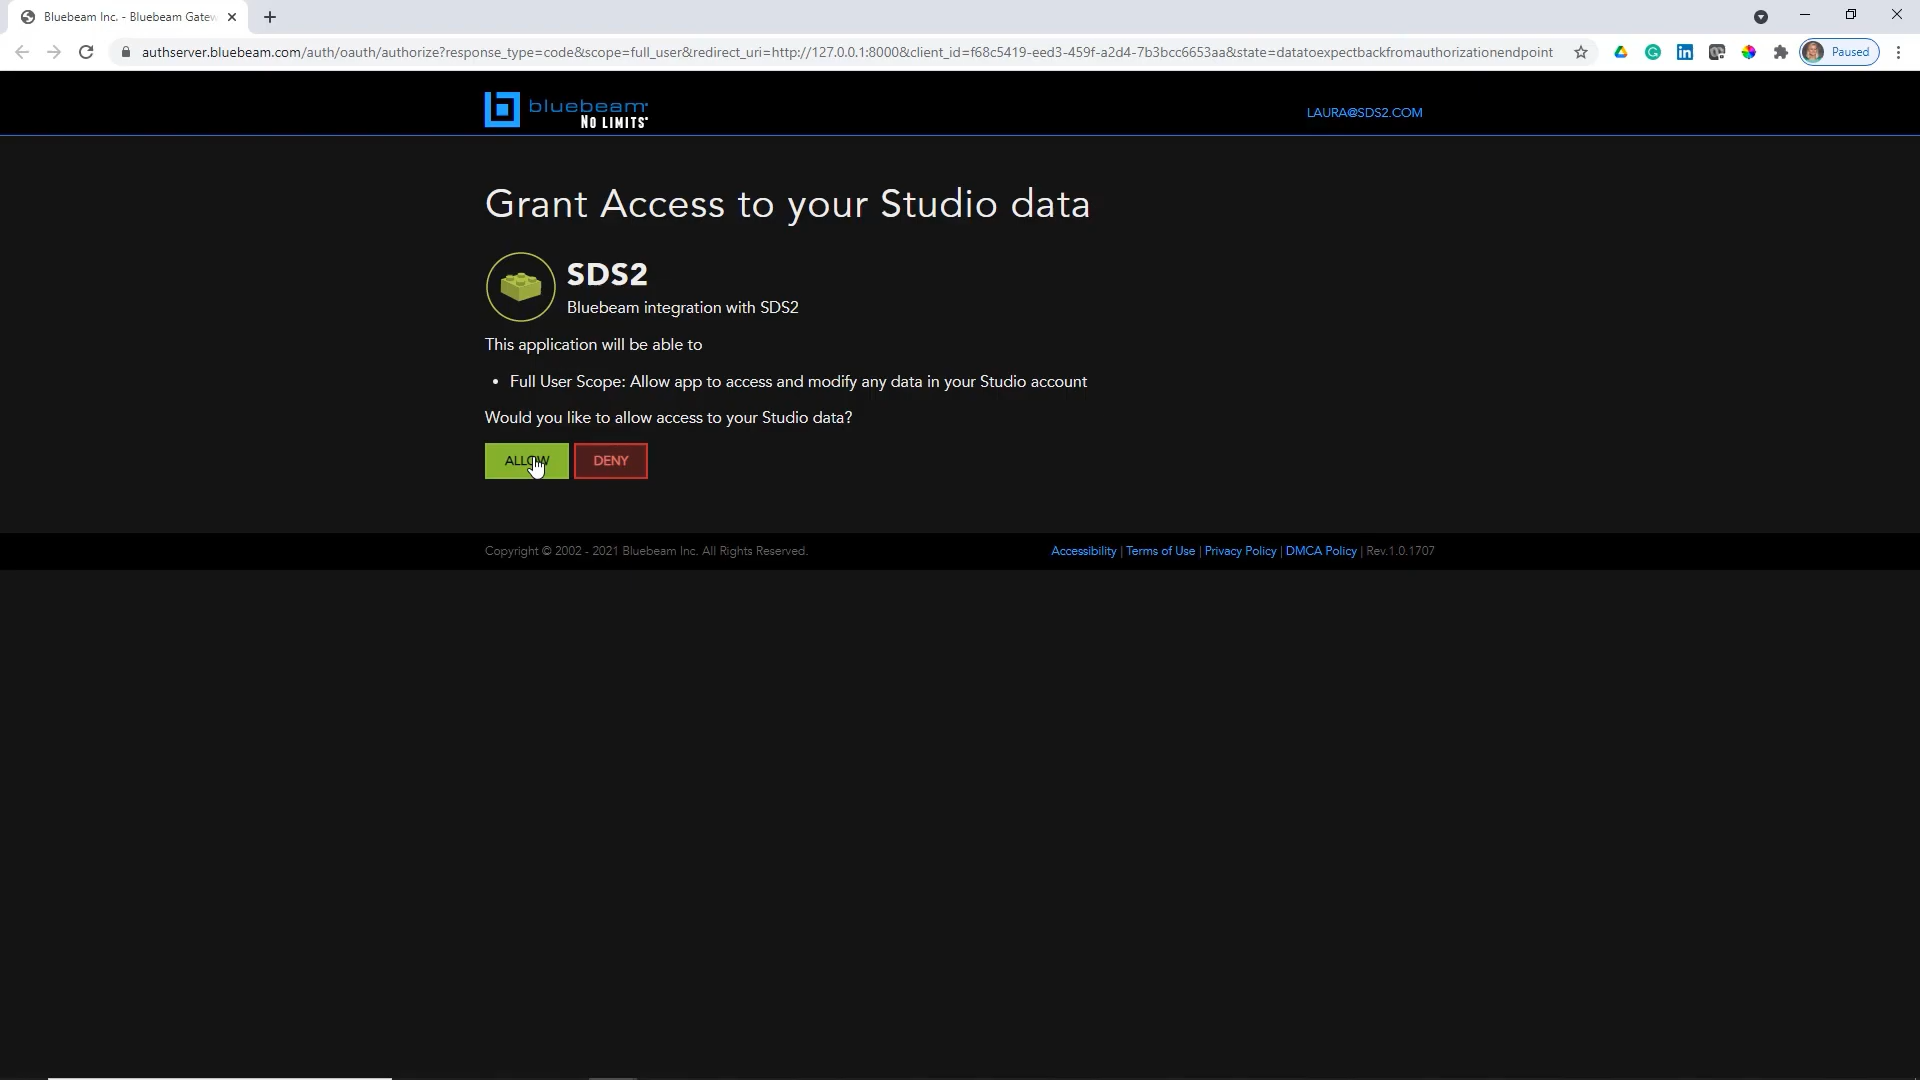 Bluebeam Inc. - Bluebeam Gatew
authserver.bluebeam.com/auth/oauth/authorize?response_type=code&scope=full_user&redirect_uri=http://127.0.0.1:8000&client_id=f68c5419-eed3-459f-a2d4-7b3bcc6653aa&state=datatoexpectbackfromauthorizationendpoint
Paused
bluebeam
NO LIMITS
LAURA@SDS2.COM
Grant Access to your Studio data
SDS2
Bluebeam integration with SDS2
This application will be able to
• Full User Scope: Allow app to access and modify any data in your Studio account
Would you like to allow access to your Studio data?
ALLOW DENY
Copyright © 2002 - 2021 Bluebeam Inc. All Rights Reserved.
Accessibility | Terms of Use | Privacy Policy | DMCA Policy | Rev.1.0.1707